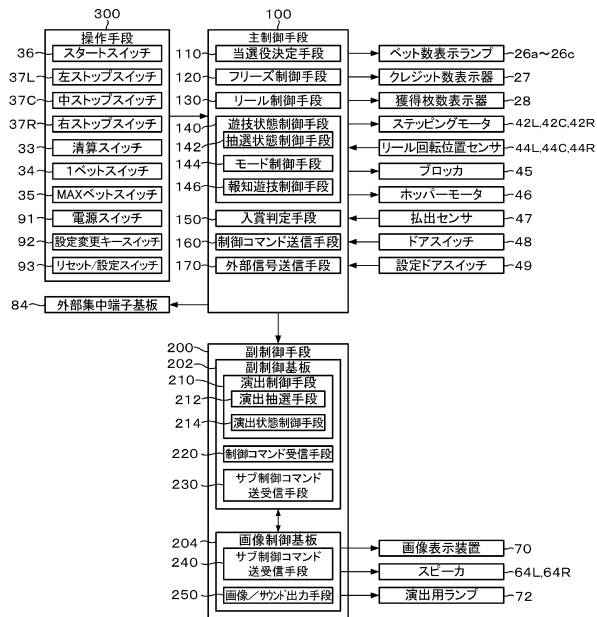 300
操作手段
36
スタートスイッチ
37L
左ストップスイッチ
37C
中ストップスイッチ
37R
右ストップスイッチ
33
清算スイッチ
34
1ベットスイッチ
35
MAXベットスイッチ
91
電源スイッチ
92
設定変更キースイッチ
93
リセット/設定スイッチ
84
外部集中端子基板
100
主制御手段
110
当選役決定手段
120
フリーズ制御手段
130
リール制御手段
140
遊技状態制御手段
142
抽選状態制御手段
144
モード制御手段
146
報知遊技制御手段
150
入賞判定手段
160
制御コマンド送信手段
170
外部信号送信手段
ベット数表示ランプ
26a~26c
クレジット数表示器
27
獲得枚数表示器
28
ステッピングモータ
42L,42C,42R
リール回転位置センサ
44L,44C,44R
ブロッカ
45
ホッパーモータ
46
払出センサ
47
ドアスイッチ
48
設定ドアスイッチ
49
200
副制御手段
202
副制御基板
210
演出制御手段
212
演出抽選手段
214
演出状態制御手段
220
制御コマンド受信手段
230
サブ制御コマンド
送受信手段
204
画像制御基板
240
サブ制御コマンド
送受信手段
250
画像/サウンド出力手段
画像表示装置
70
スピーカ
64L,64R
演出用ランプ
72